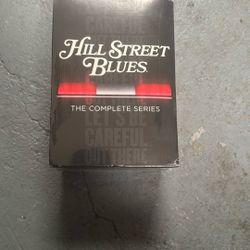 HILL STREET
BLUES
THE COMPLETE SERIES
CAREFUL
OUT THERE